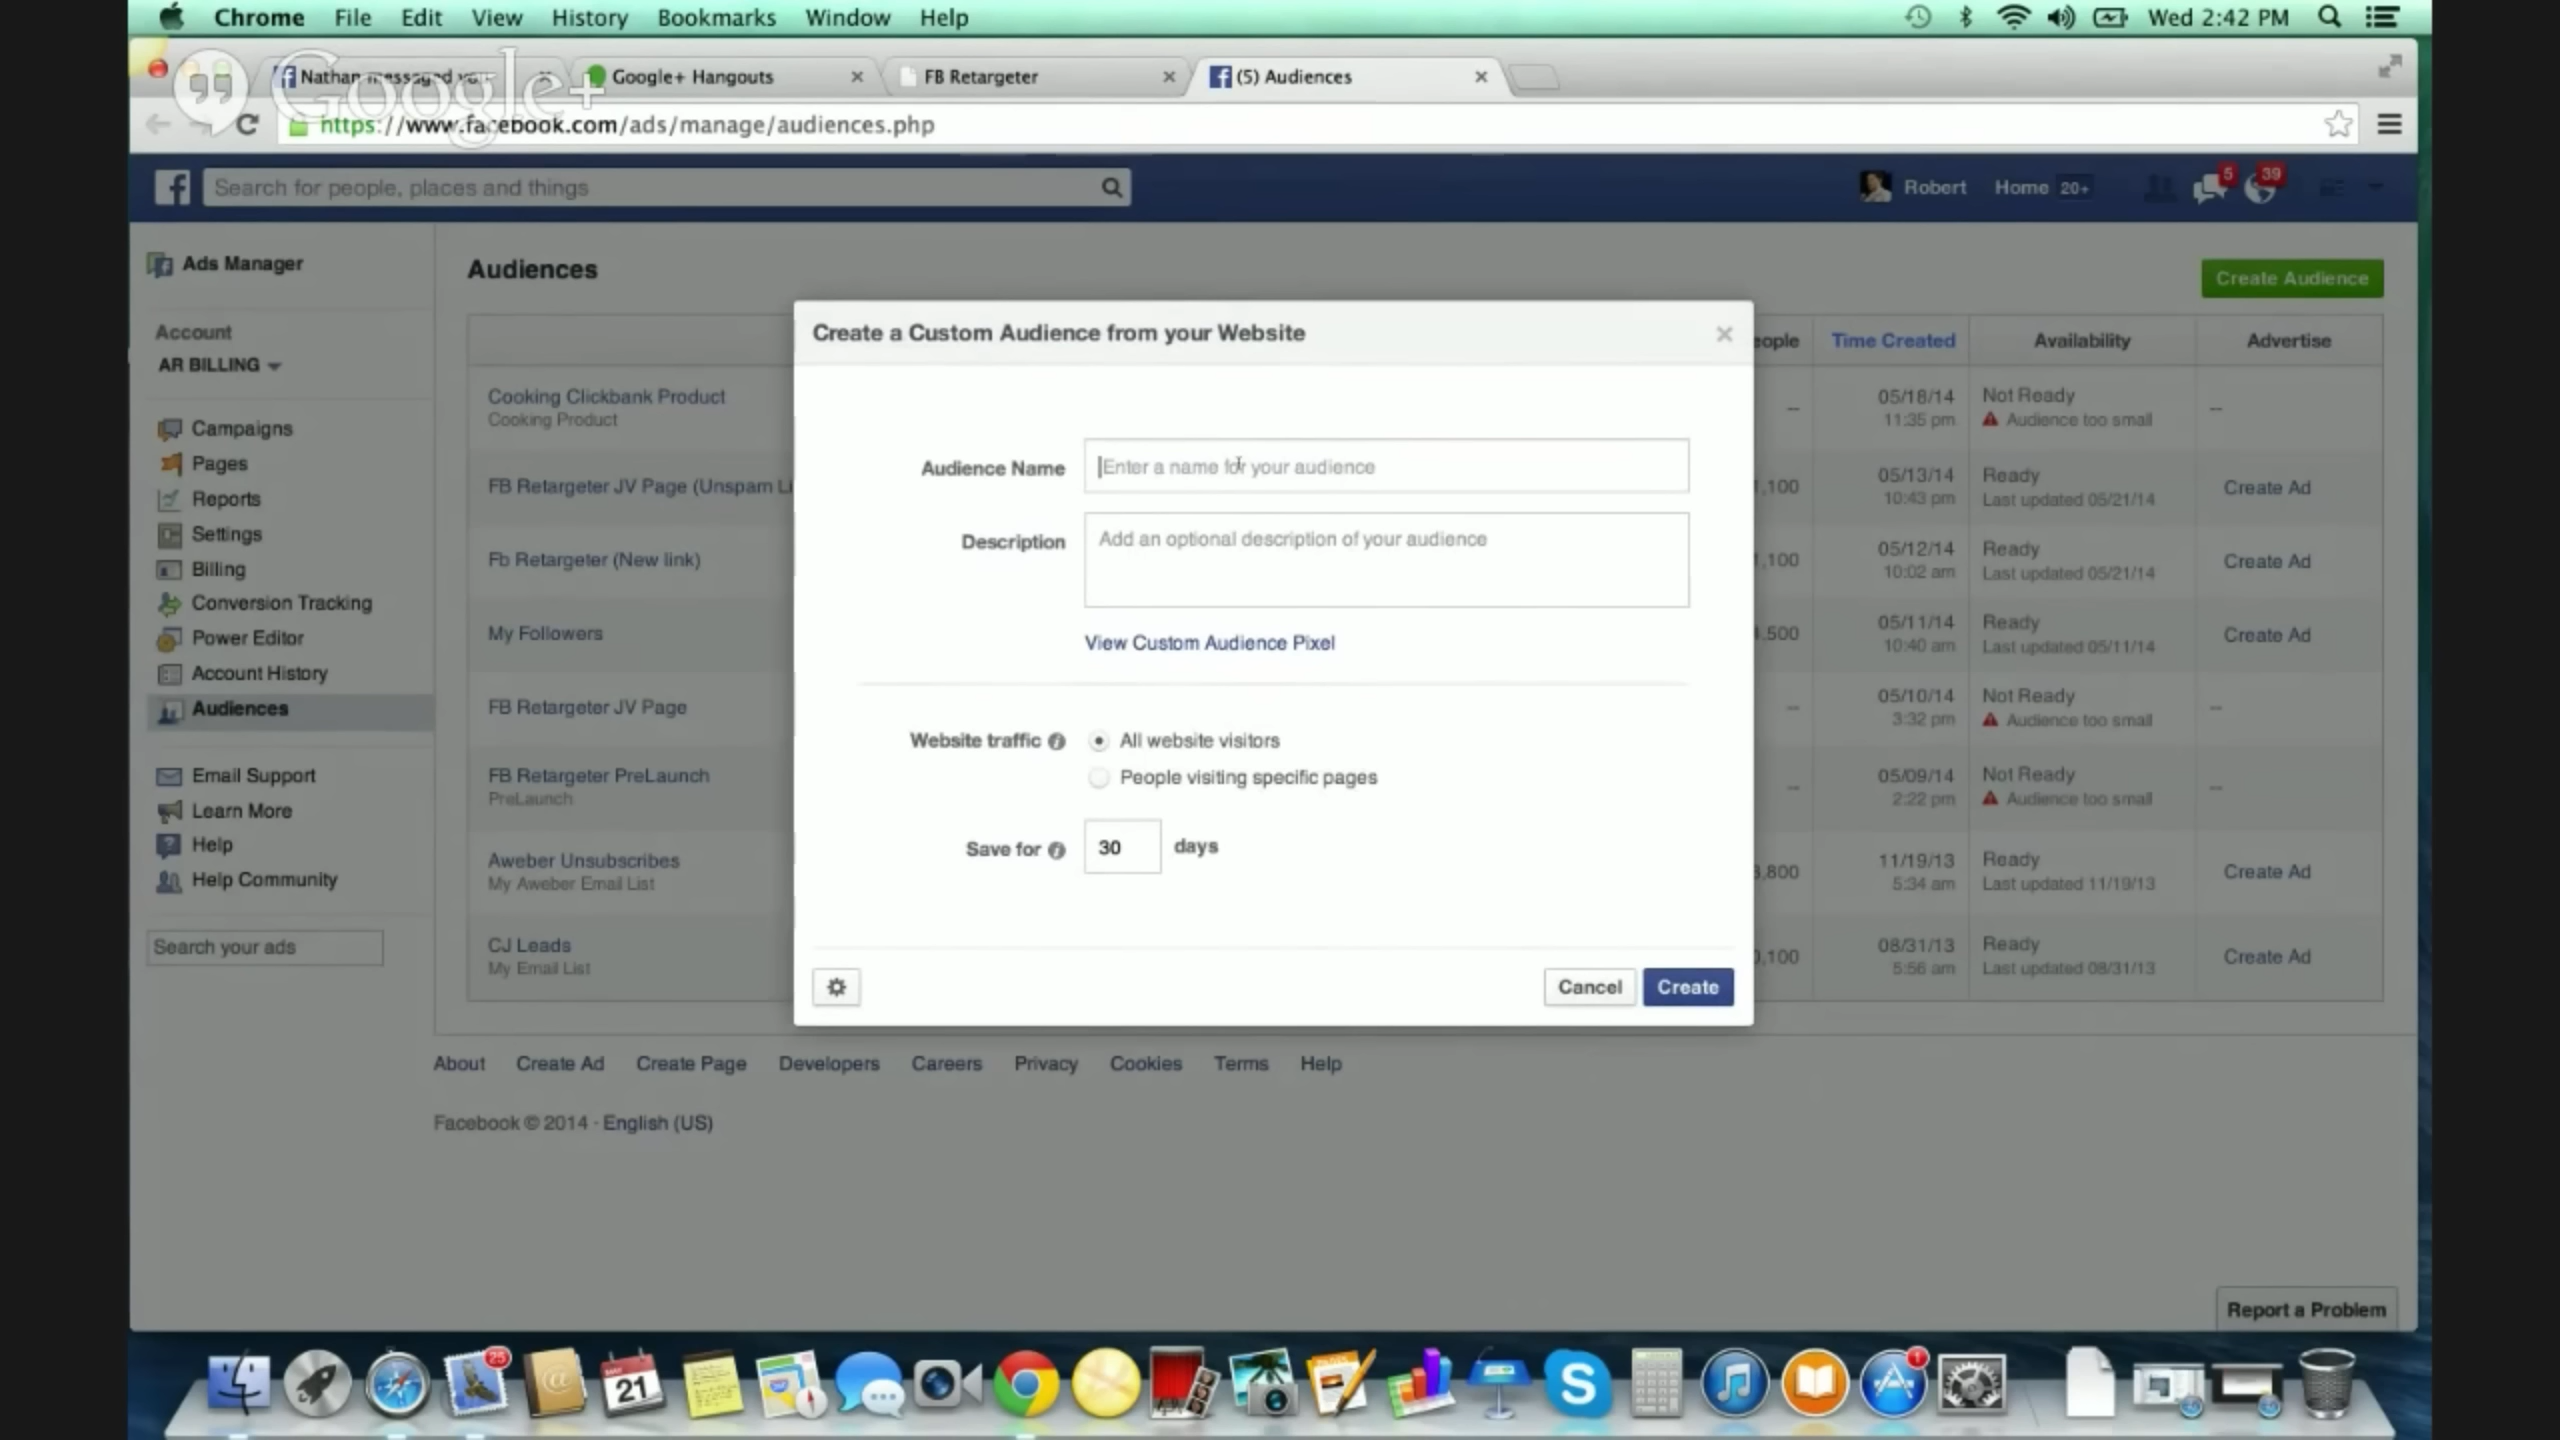 Chrome File Edit View History Bookmarks Window Help Wed 2:42 PM
Google+
Nathan messaged you Google+ Hangouts FB Retargeter (5) Audiences
https://www.facebook.com/ads/manage/audiences.php
Search for people, places and things Robert Home 20+ 5 39
Ads Manager
Audiences
Create Audience
Account
AR BILLING
Campaigns
Pages
Reports
Settings
Billing
Conversion Tracking
Power Editor
Account History
Audiences
Email Support
Learn More
Help
Help Community
Search your ads
Time Created Availability Advertise
Cooking Clickbank Product
Cooking Product
-- 05/18/14 Not Ready --
11:35 pm Audience too small
FB Retargeter JV Page (Unspam Li
,100 05/13/14 Ready Create Ad
10:43 pm Last updated 05/21/14
Fb Retargeter (New link)
,100 05/12/14 Ready Create Ad
10:02 am Last updated 05/21/14
My Followers
,500 05/11/14 Ready Create Ad
10:40 am Last updated 05/11/14
FB Retargeter JV Page
-- 05/10/14 Not Ready --
3:32 pm Audience too small
FB Retargeter PreLaunch
PreLaunch
-- 05/09/14 Not Ready --
2:22 pm Audience too small
Aweber Unsubscribes
My Aweber Email List
,800 11/19/13 Ready Create Ad
5:34 am Last updated 11/19/13
CJ Leads
My Email List
,100 08/31/13 Ready Create Ad
5:56 am Last updated 08/31/13
Create a Custom Audience from your Website
Audience Name Enter a name for your audience
Description Add an optional description of your audience
View Custom Audience Pixel
Website traffic All website visitors
People visiting specific pages
Save for 30 days
Cancel Create
About Create Ad Create Page Developers Careers Privacy Cookies Terms Help
Facebook © 2014 · English (US)
Report a Problem
25
21
1